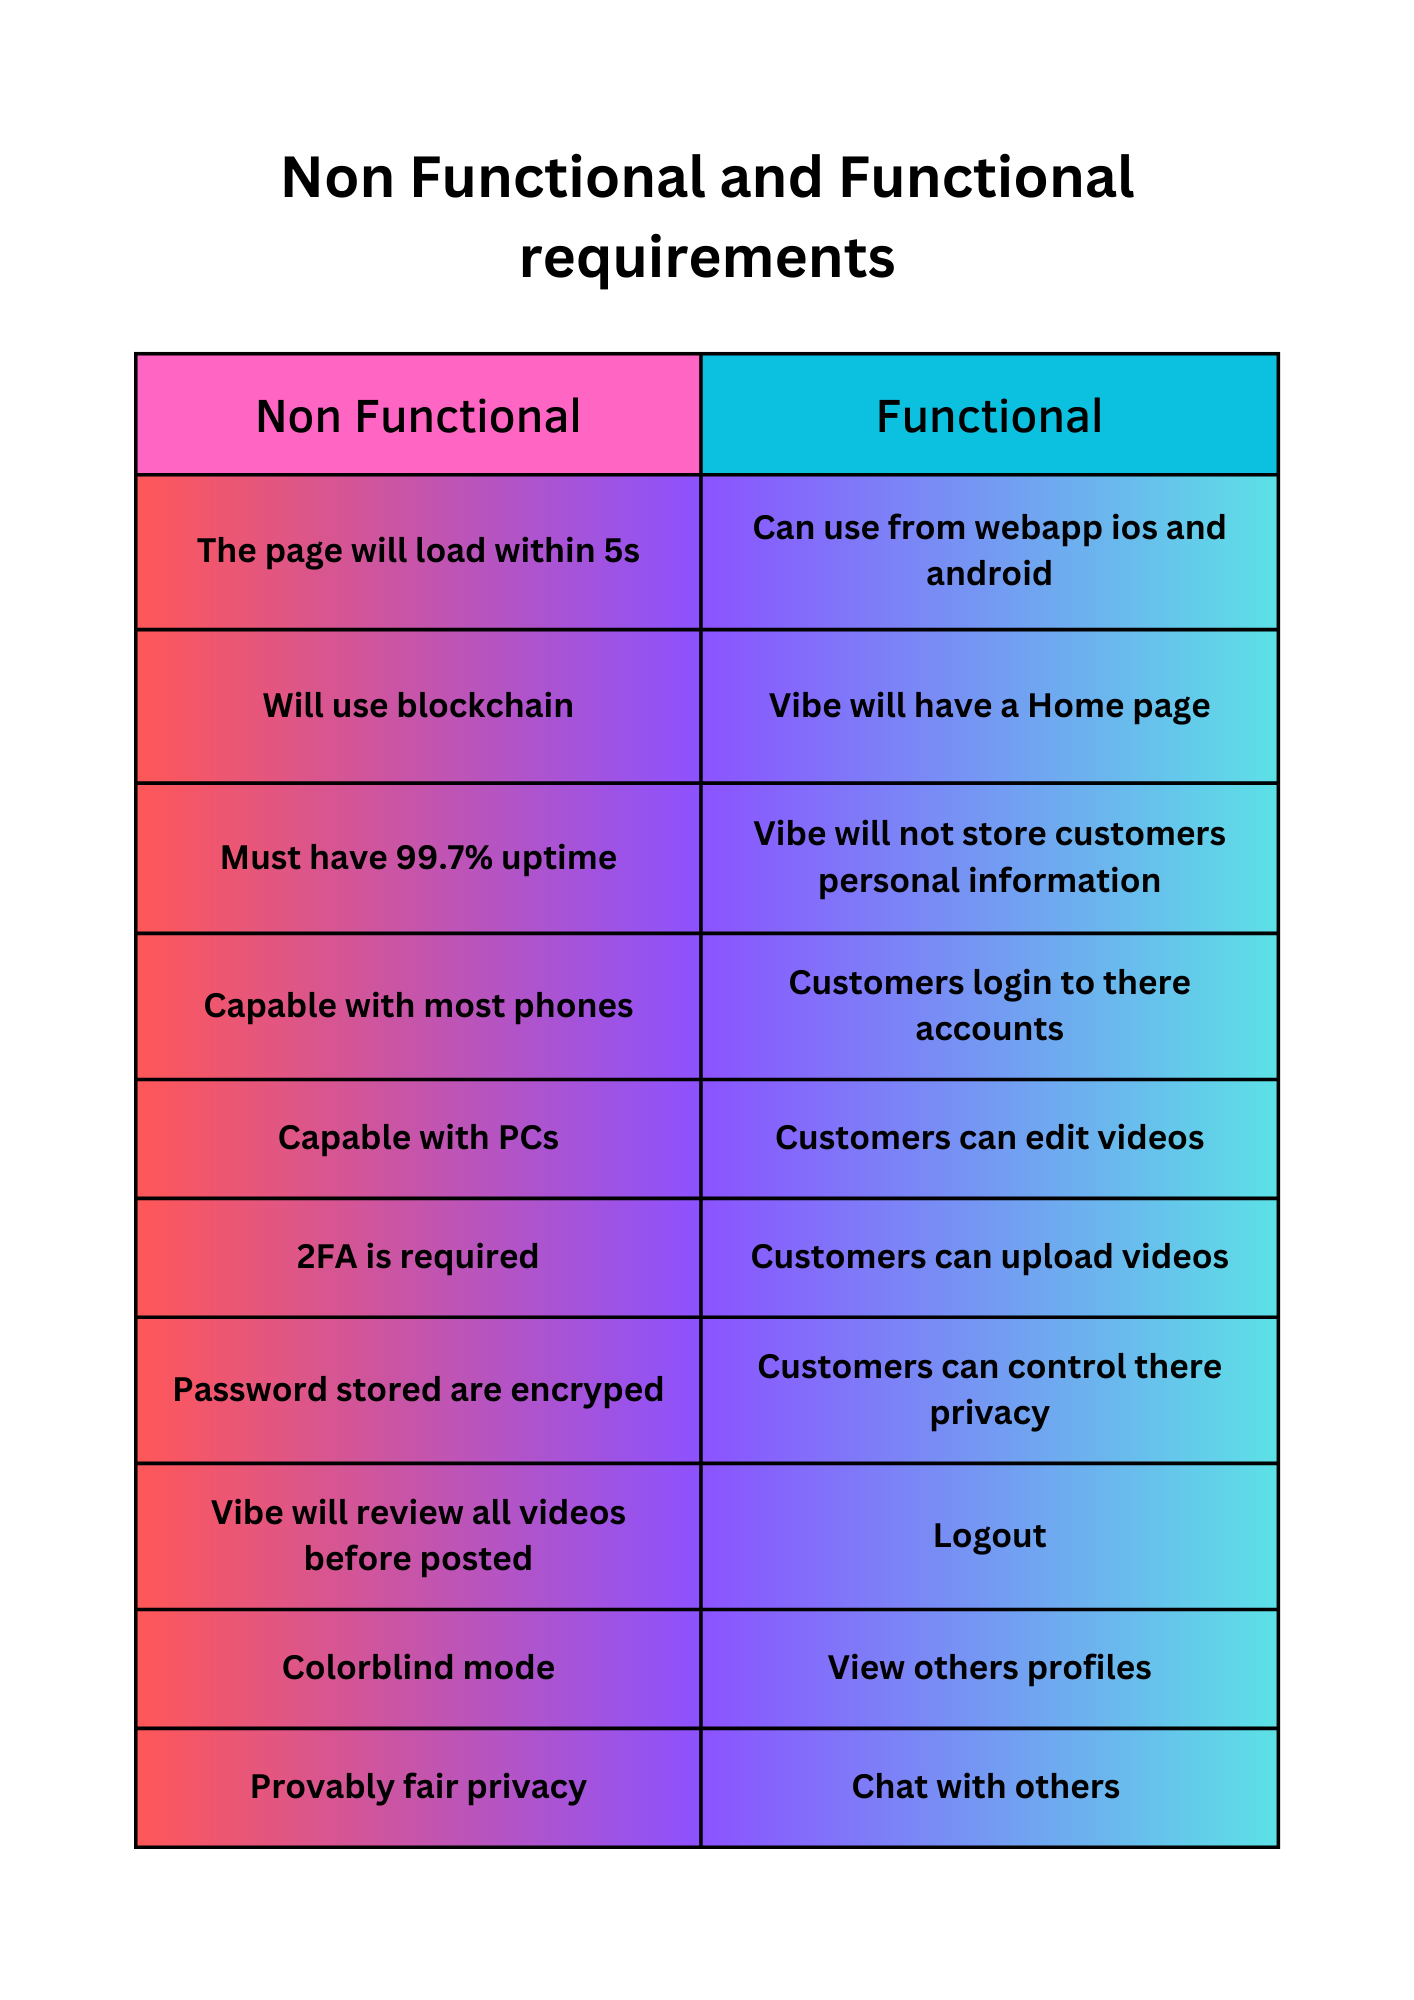 Non Functional and Functional
requirements
Non Functional
Functional
The page will load within 5s
Can use from webapp ios and
android
Will use blockchain
Vibe will have a Home page
Must have 99.7% uptime
Vibe will not store customers
personal information
Capable with most phones
Customers login to there
accounts
Capable with PCs
Customers can edit videos
2FA is required
Customers can upload videos
Password stored are encryped
Customers can control there
privacy
Vibe will review all videos
before posted
Logout
Colorblind mode
View others profiles
Provably fair privacy
Chat with others